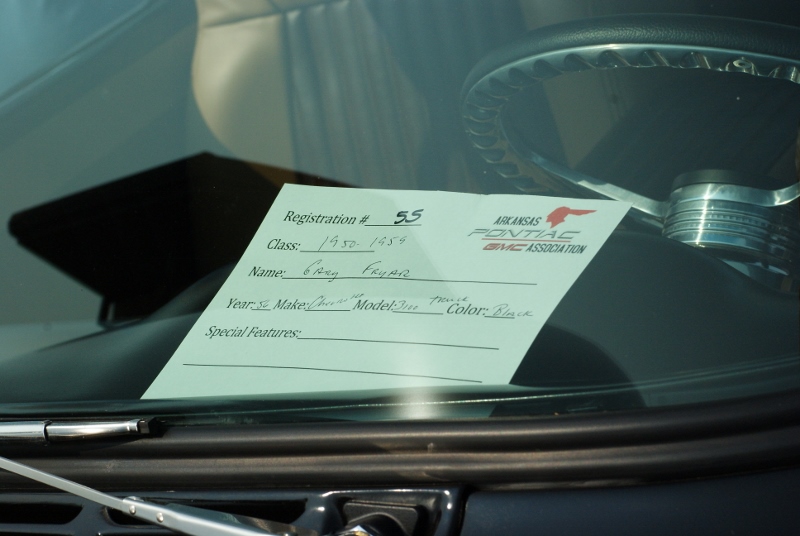 Registration # 55
ARKANSAS
PONTIAC
GMC ASSOCIATION
Class: 1950-1959
Name: Gary Fryar
Year: 56 Make: Chevrolet Model: Truck Color: Black
Special Features: